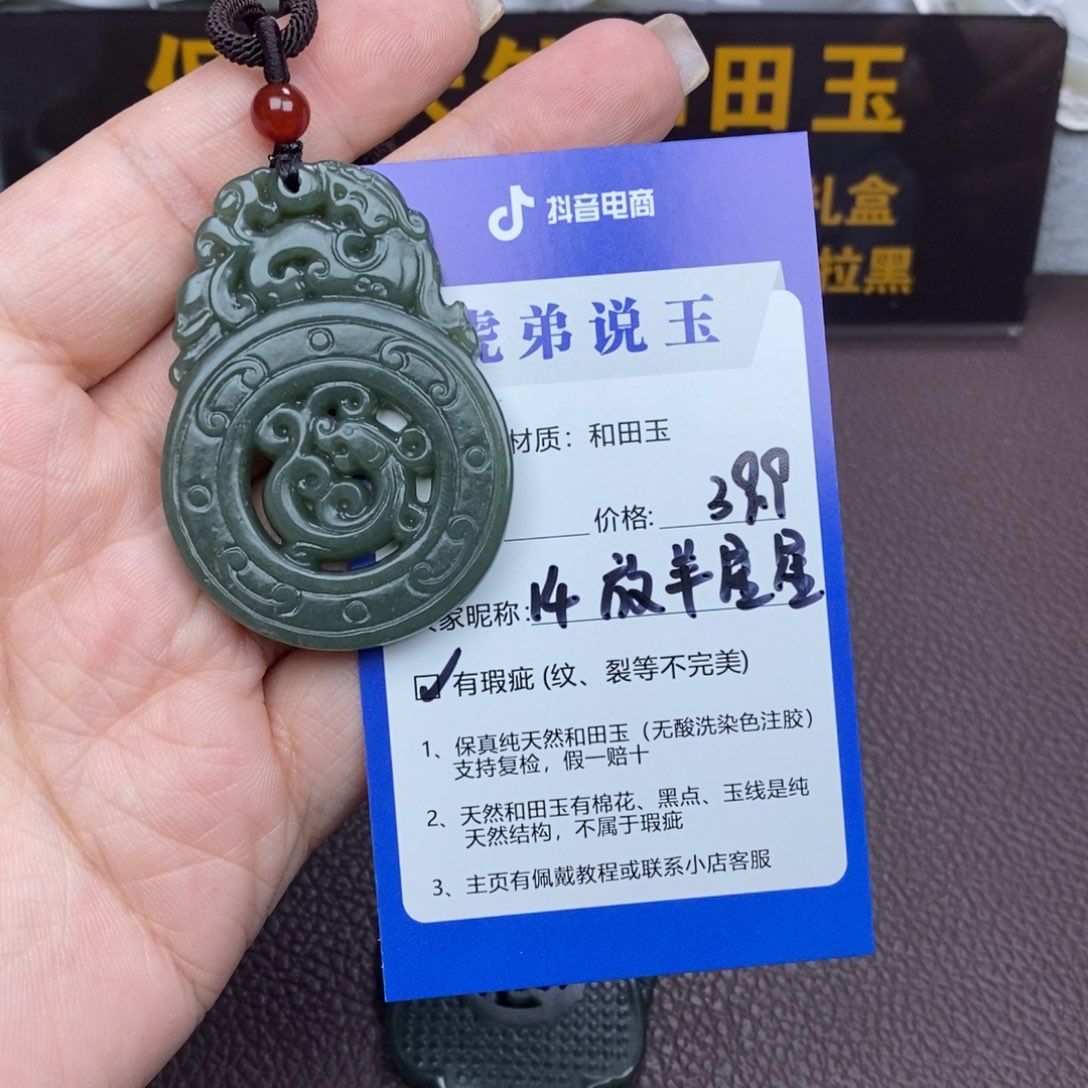 田玉
礼盒
拉黑
抖音电商
虎弟说玉
材质：和田玉
价格: 399
家昵称: 14 放羊星星
有瑕疵 (纹、裂等不完美)
1、保真纯天然和田玉（无酸洗染色注胶）
支持复检，假一赔十
2、天然和田玉有棉花、黑点、玉线是纯
天然结构，不属于瑕疵
3、主页有佩戴教程或联系小店客服